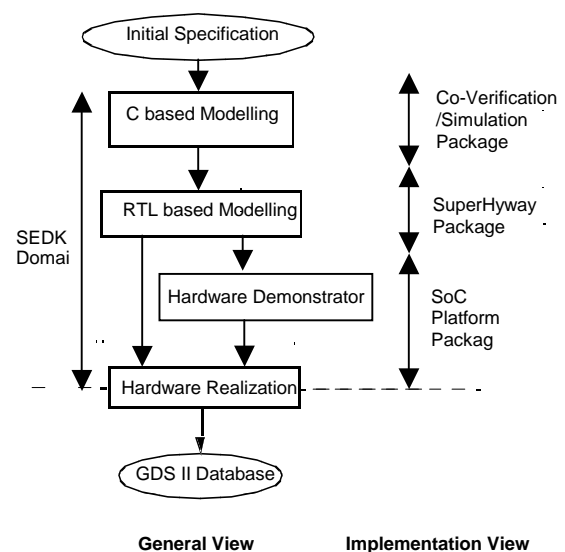 Initial Specification
C based Modelling
Co-Verification
/Simulation
Package
RTL based Modelling
SuperHyway
Package
SEDK
Domai
Hardware Demonstrator
SoC
Platform
Packag
Hardware Realization
GDS II Database
General View
Implementation View